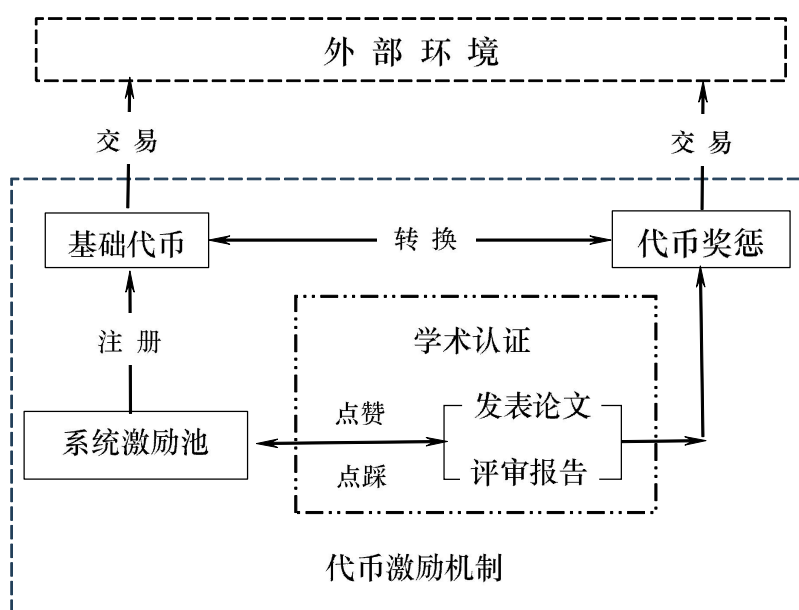 外部环境
交易
交易
基础代币
转换
代币奖惩
注册
学术认证
点赞
发表论文
系统激励池
点踩
评审报告
代币激励机制